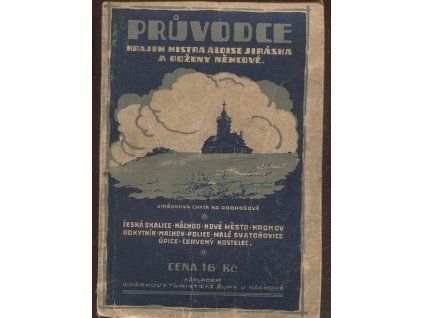 PRŮVODCE
KRAJEM MISTRA ALOISE JIRÁSKA
A BOŽENY NĚMCOVÉ.
JIRÁSKOVA CHATA NA DOBROŠOVĚ
ČESKÁ SKALICE·NÁCHOD·NOVÉ MĚSTO·HRONOV
ROKYTNÍK·MACHOV·POLICE·MALÉ SVATOŇOVICE
ÚPICE·ČERVENÝ KOSTELEC.
CENA 16·Kč
NÁKLADEM
JIRÁSKOVY TURISTICKÉ ŽUPY V NÁCHODĚ